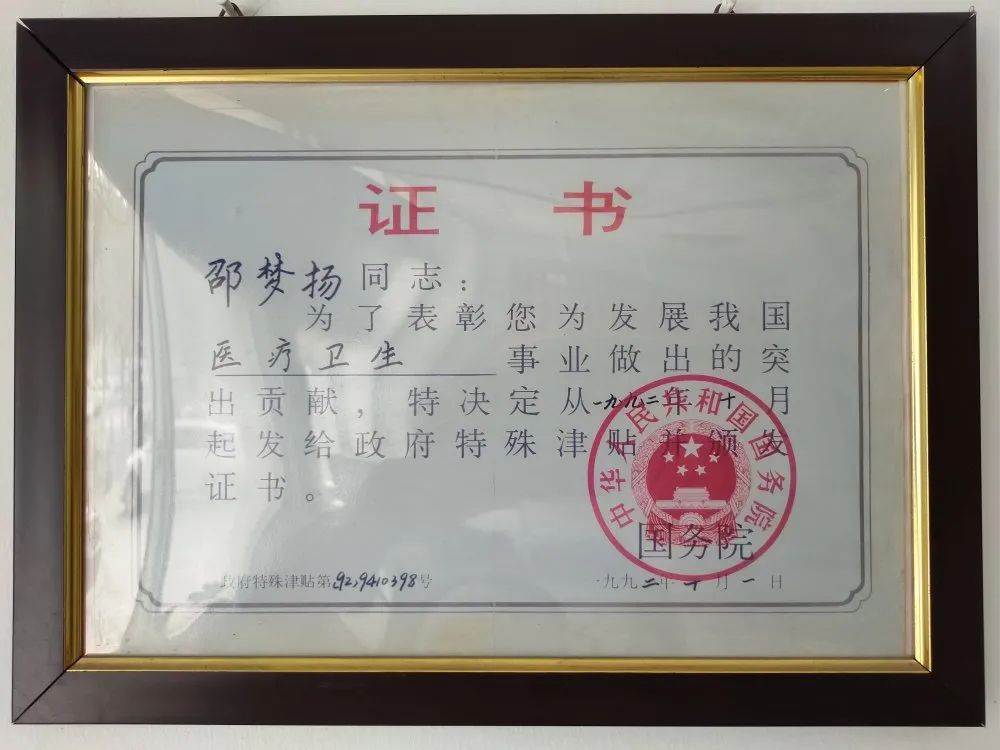 证书
邵梦扬同志：
为了表彰您为发展我国
医疗卫生事业做出的突
出贡献，特决定从一九九二年十月
起发给政府特殊津贴并颁发
证书。
中华人民共和国国务院
国务院
政府特殊津贴第(92)9410398号
一九九二年十月一日